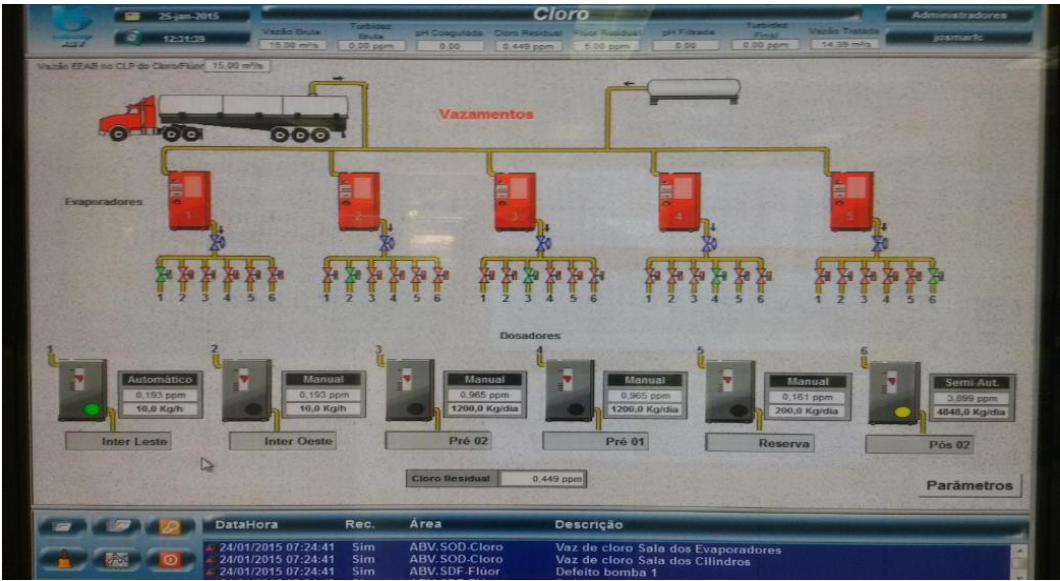 25-jan-2015
12:31:39
Cloro
Administradores
josmarfc
Vazão Bruta
15,00 m³/s
Turbidez Bruta
0,00 ppm
pH Coagulada
0,00
Cloro Residual
0,449 ppm
Flúor Residual
5,00 ppm
pH Filtrada
0,00
Turbidez Final
0,00 ppm
Vazão Tratada
14,39 m³/s
Vazão EEAB no CLP do Cloro/Flúor 15,00 m³/s
Vazamentos
Evaporadores
1 2 3 4 5
1 2 3 4 5 6
1 2 3 4 5 6
1 2 3 4 5 6
1 2 3 4 5 6
1 2 3 4 5 6
Dosadores
1
Automático
0,193 ppm
10,0 Kg/h
Inter Leste
2
Manual
0,193 ppm
10,0 Kg/h
Inter Oeste
3
Manual
0,965 ppm
1200,0 Kg/dia
Pré 02
4
Manual
0,965 ppm
1200,0 Kg/dia
Pré 01
5
Manual
0,161 ppm
200,0 Kg/dia
Reserva
6
Semi-Aut.
3,899 ppm
4848,0 Kg/dia
Pós 02
Cloro Residual 0,449 ppm
Parâmetros
DataHora Rec. Área Descrição
24/01/2015 07:24:41 Sim ABV.SOD-Cloro Vaz de cloro Sala dos Evaporadores
24/01/2015 07:24:41 Sim ABV.SOD-Cloro Vaz de cloro Sala dos Cilindros
24/01/2015 07:24:41 Sim ABV.SDF-Flúor Defeito bomba 1